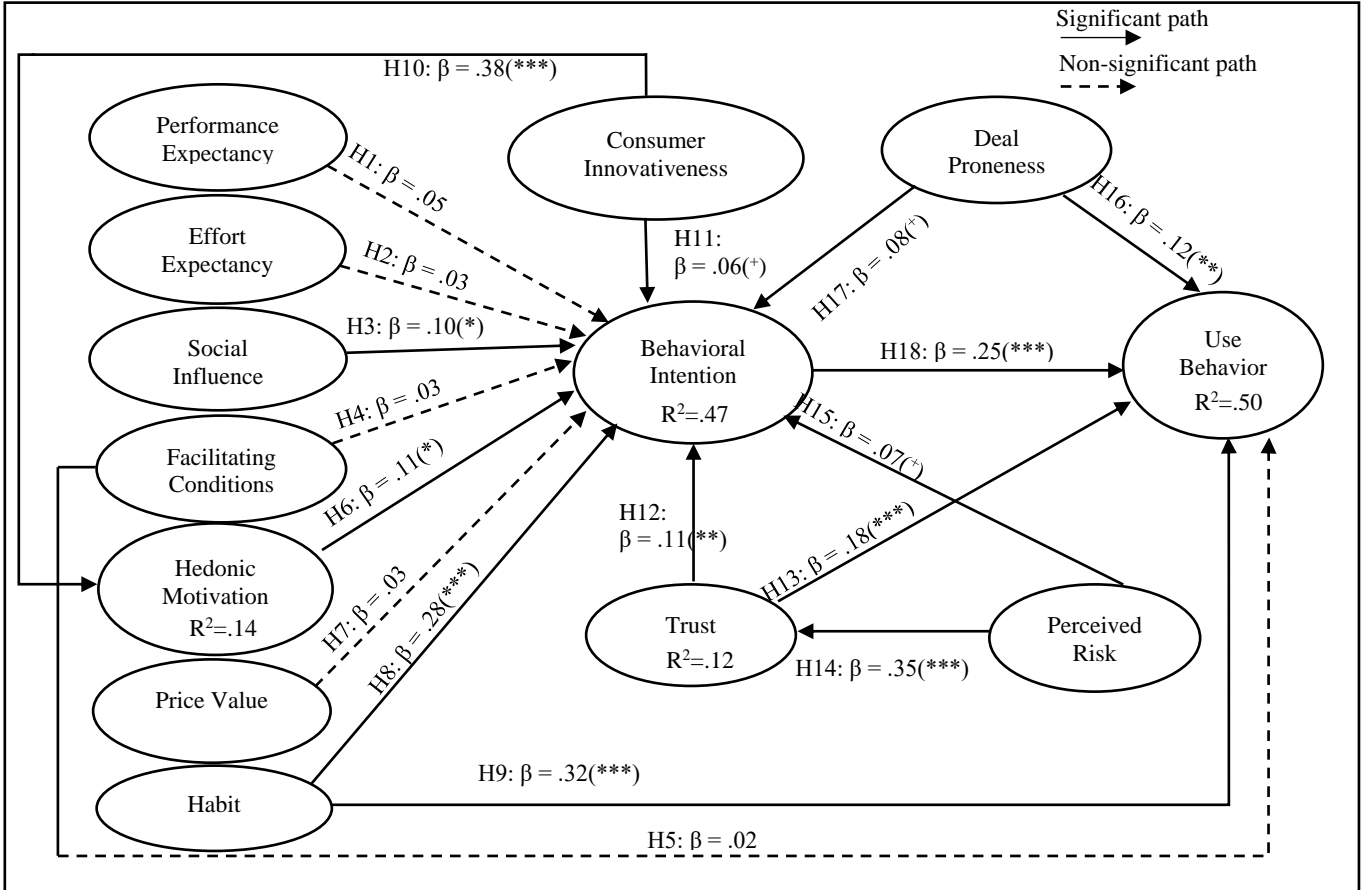 Significant path
Non-significant path
H10: β = .38(***)
Performance
Expectancy
Consumer
Innovativeness
Deal
Proneness
H1: β = .05
H16: β = .12(**)
Effort
Expectancy
H2: β = .03
H11:
β = .06(⁺)
H17: β = .08(⁺)
H3: β = .10(*)
Social
Influence
Behavioral
Intention
R²=.47
H18: β = .25(***)
Use
Behavior
R²=.50
H4: β = .03
H15: β = .07(⁺)
Facilitating
Conditions
H6: β = .11(*)
H12:
β = .11(**)
H13: β = .18(***)
Hedonic
Motivation
R²=.14
H7: β = .03
H8: β = .28(***)
Trust
R²=.12
H14: β = .35(***)
Perceived
Risk
Price Value
H9: β = .32(***)
Habit
H5: β = .02